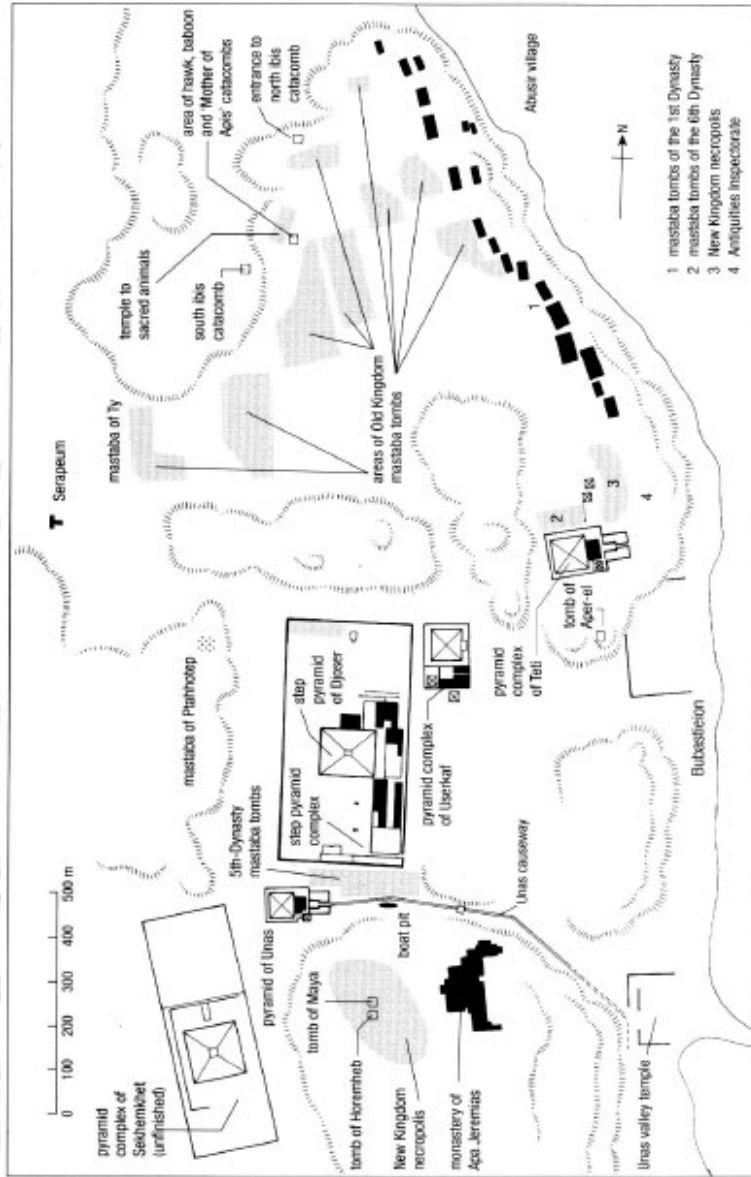 0 100 200 300 400 500 m
pyramid
complex of
Sekhemkhet
(unfinished)
mastaba of Ptahhotep
Serapeum
mastaba of Ty
temple to
sacred animals
south ibis
catacomb
area of hawk, baboon
and 'Mother of
Apis' catacombs
entrance to
north ibis
catacomb
pyramid of Unas
5th-Dynasty
mastaba tombs
step pyramid
complex
step
pyramid
of Djoser
areas of Old Kingdom
mastaba tombs
tomb of Horemheb
tomb of Maya
New Kingdom
necropolis
boat pit
monastery of
Apa Jeremias
Unas causeway
pyramid complex
of Userkaf
pyramid
complex
of Teti
tomb of
Aper-el
2
3
4
1
Abusir village
Unas valley temple
Bubastieion
N
1 mastaba tombs of the 1st Dynasty
2 mastaba tombs of the 6th Dynasty
3 New Kingdom necropolis
4 Antiquities Inspectorate